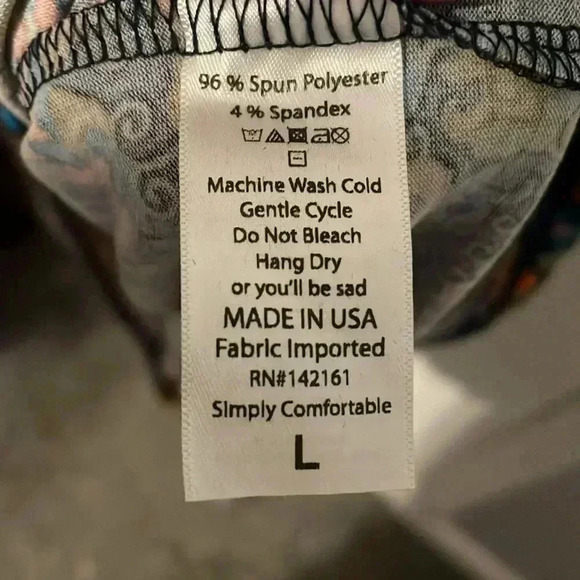 96 % Spun Polyester
4 % Spandex
Machine Wash Cold
Gentle Cycle
Do Not Bleach
Hang Dry
or you'll be sad
MADE IN USA
Fabric Imported
RN#142161
Simply Comfortable
L